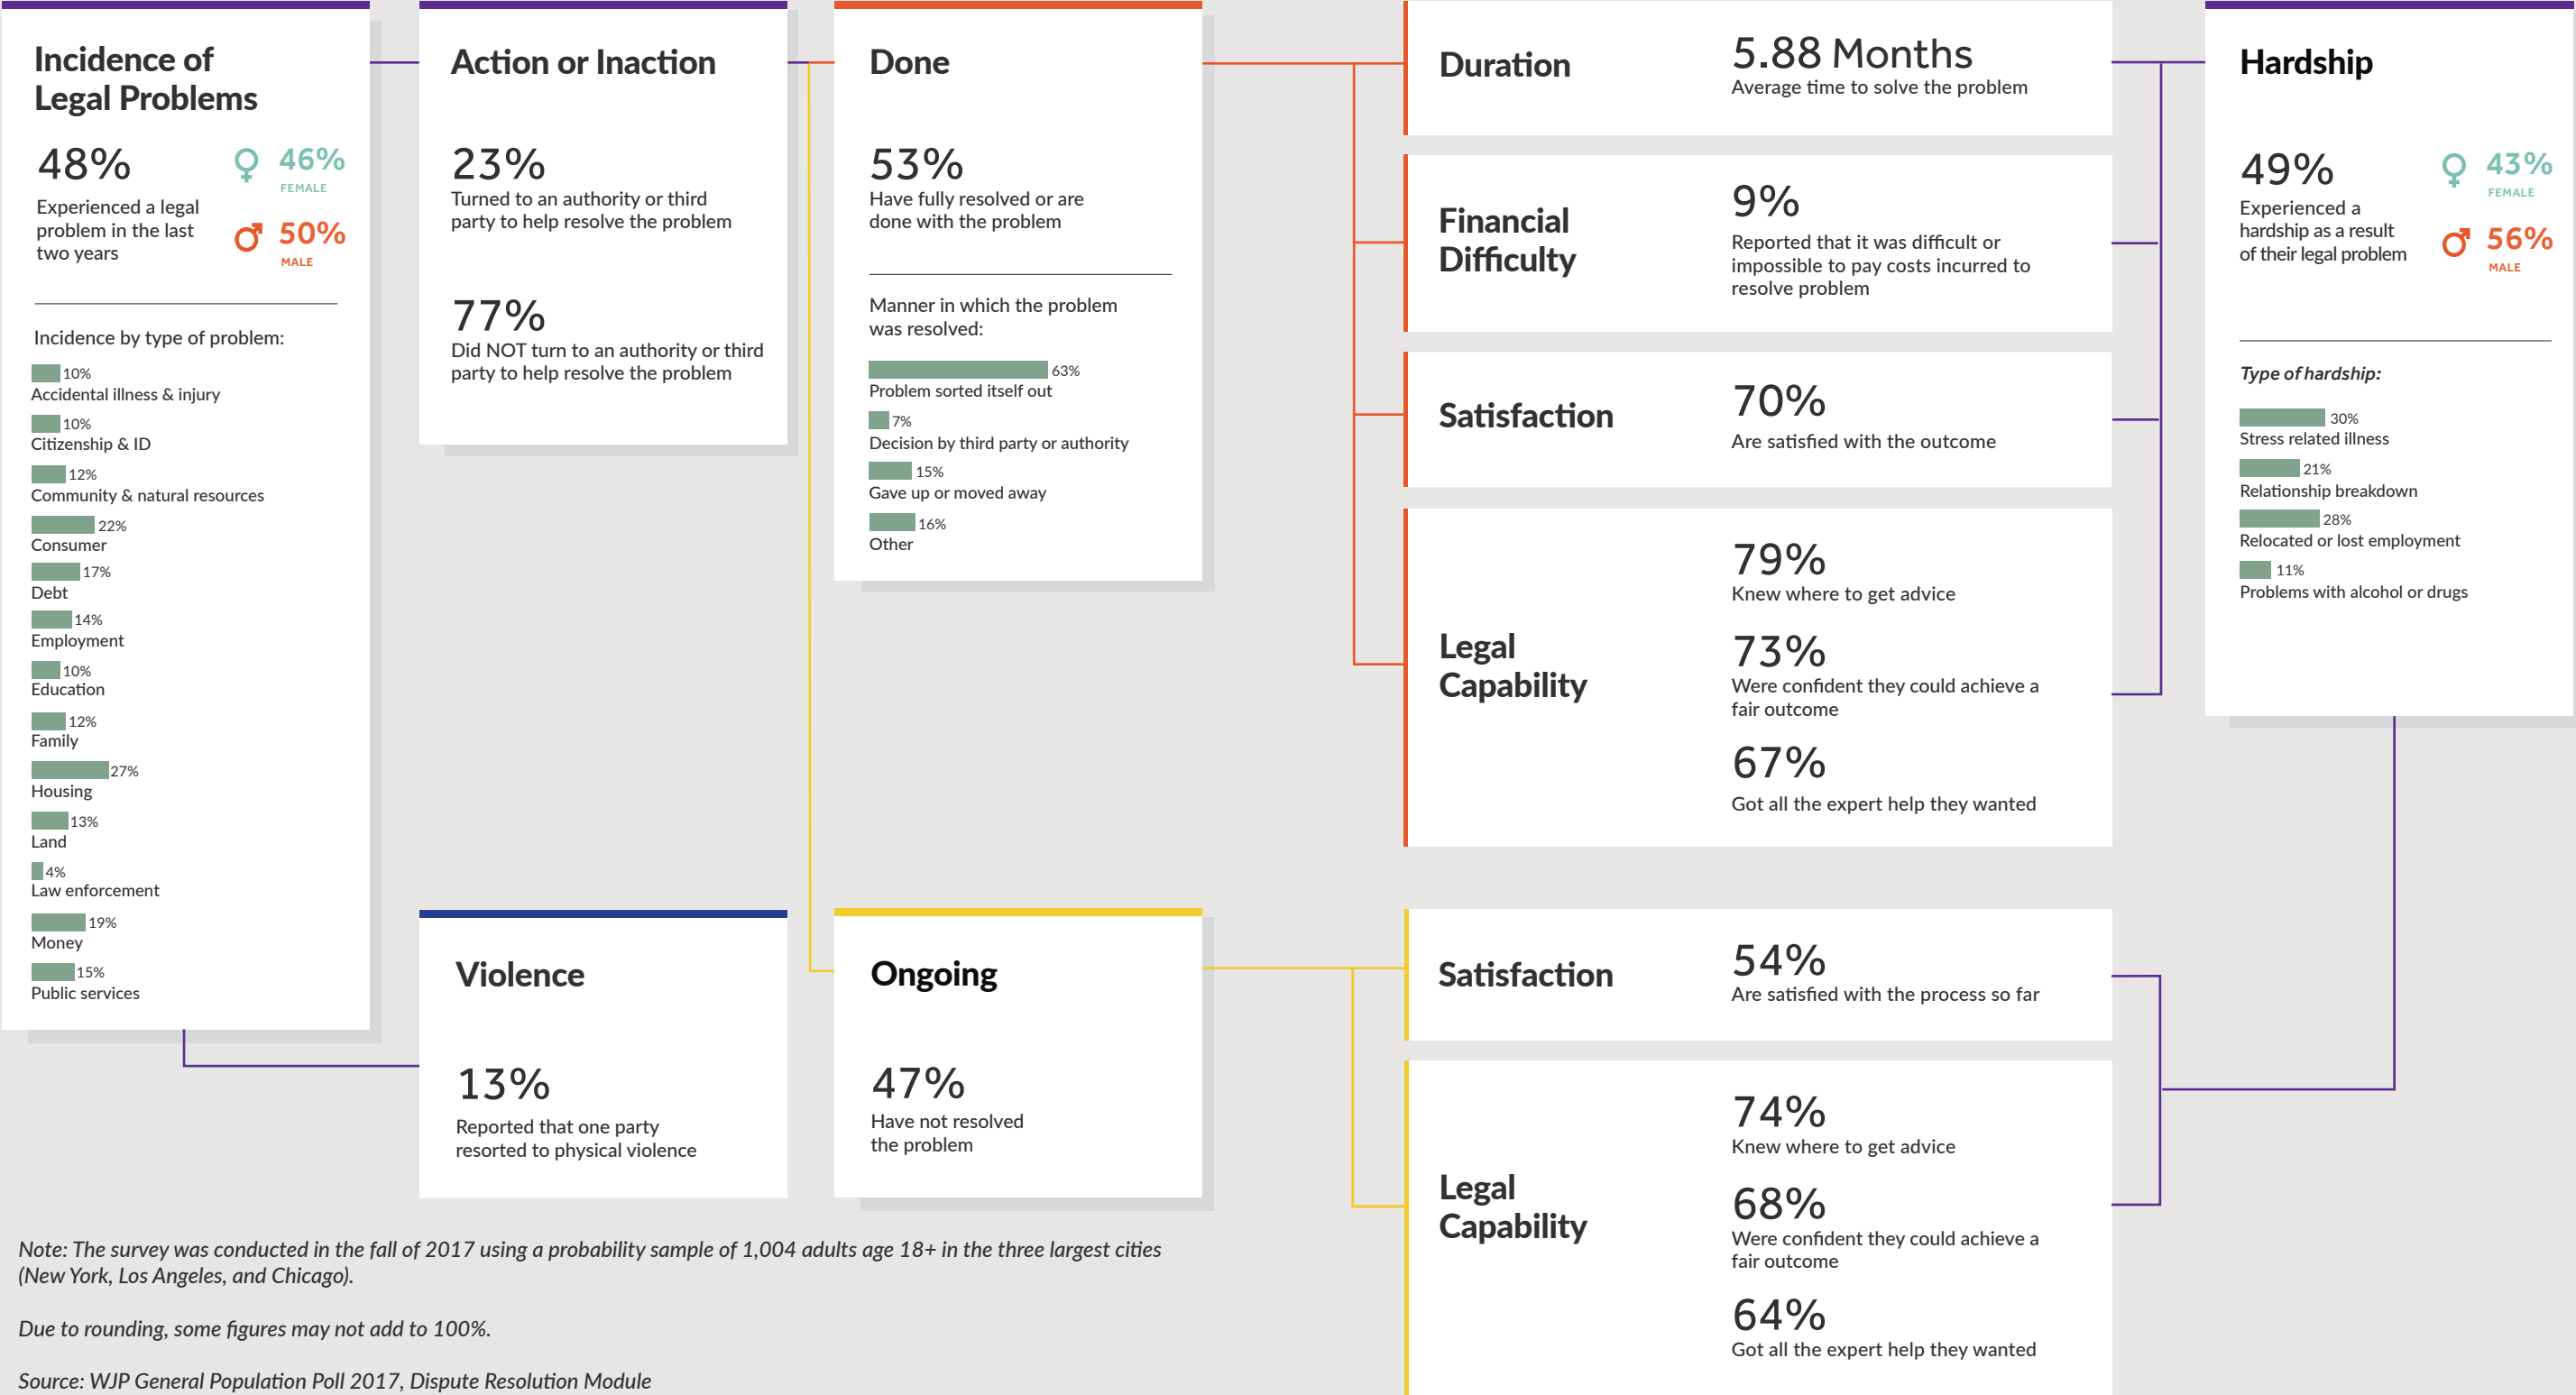 Incidence of
Legal Problems
48%
Experienced a legal
problem in the last
two years
46%
FEMALE
50%
MALE
Incidence by type of problem:
10%
Accidental illness & injury
10%
Citizenship & ID
12%
Community & natural resources
22%
Consumer
17%
Debt
14%
Employment
10%
Education
12%
Family
27%
Housing
13%
Land
4%
Law enforcement
19%
Money
15%
Public services
Action or Inaction
23%
Turned to an authority or third
party to help resolve the problem
77%
Did NOT turn to an authority or third
party to help resolve the problem
Violence
13%
Reported that one party
resorted to physical violence
Done
53%
Have fully resolved or are
done with the problem
Manner in which the problem
was resolved:
63%
Problem sorted itself out
7%
Decision by third party or authority
15%
Gave up or moved away
16%
Other
Ongoing
47%
Have not resolved
the problem
Duration
5.88 Months
Average time to solve the problem
Financial
Difficulty
9%
Reported that it was difficult or
impossible to pay costs incurred to
resolve problem
Satisfaction
70%
Are satisfied with the outcome
Legal
Capability
79%
Knew where to get advice
73%
Were confident they could achieve a
fair outcome
67%
Got all the expert help they wanted
Satisfaction
54%
Are satisfied with the process so far
Legal
Capability
74%
Knew where to get advice
68%
Were confident they could achieve a
fair outcome
64%
Got all the expert help they wanted
Hardship
49%
Experienced a
hardship as a result
of their legal problem
43%
FEMALE
56%
MALE
Type of hardship:
30%
Stress related illness
21%
Relationship breakdown
28%
Relocated or lost employment
11%
Problems with alcohol or drugs
Note: The survey was conducted in the fall of 2017 using a probability sample of 1,004 adults age 18+ in the three largest cities
(New York, Los Angeles, and Chicago).
Due to rounding, some figures may not add to 100%.
Source: WJP General Population Poll 2017, Dispute Resolution Module